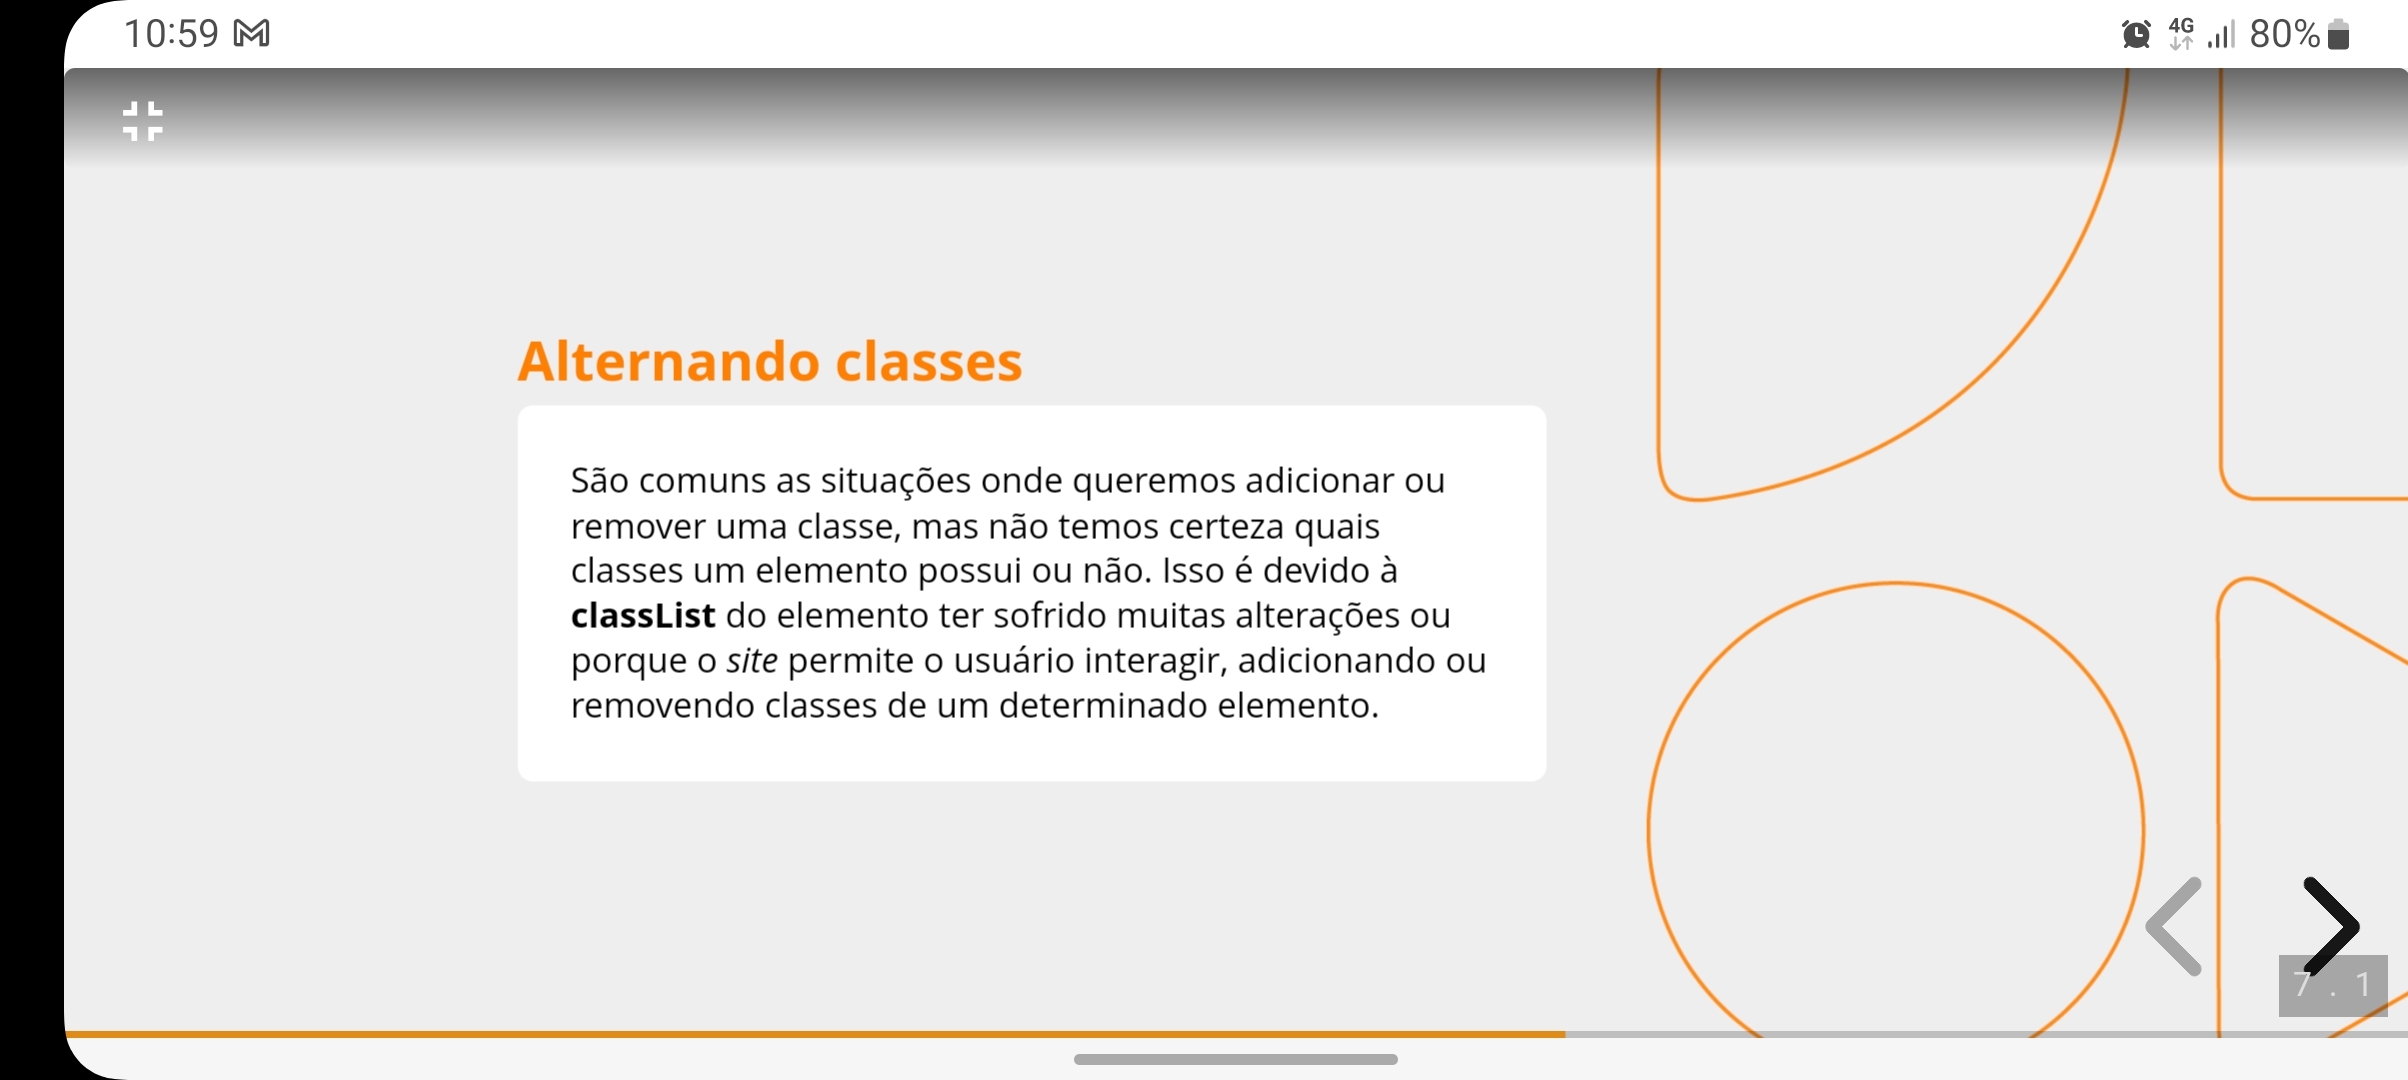 10:59
4G
80%
Alternando classes
São comuns as situações onde queremos adicionar ou
remover uma classe, mas não temos certeza quais
classes um elemento possui ou não. Isso é devido à
classList do elemento ter sofrido muitas alterações ou
porque o site permite o usuário interagir, adicionando ou
removendo classes de um determinado elemento.
7 . 1